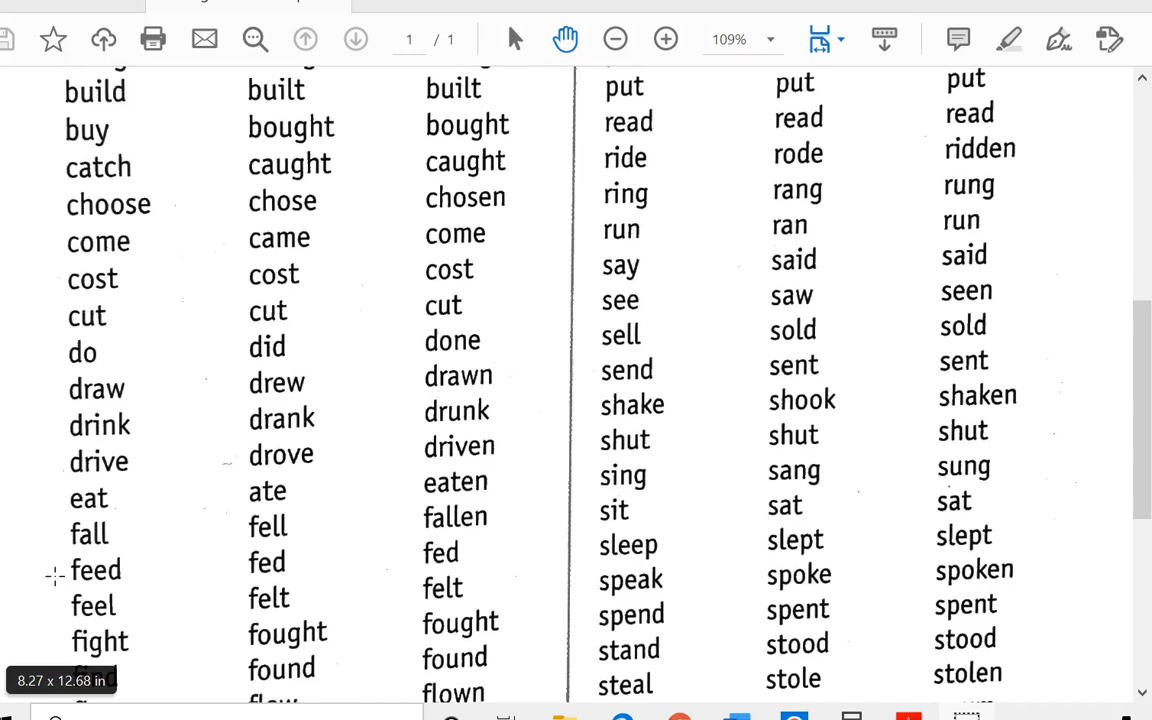 1 / 1 109%
build built built
buy bought bought
catch caught caught
choose chose chosen
come came come
cost cost cost
cut cut cut
do did done
draw drew drawn
drink drank drunk
drive drove driven
eat ate eaten
fall fell fallen
feed fed fed
feel felt felt
fight fought fought
found found
flown
put put put
read read read
ride rode ridden
ring rang rung
run ran run
say said said
see saw seen
sell sold sold
send sent sent
shake shook shaken
shut shut shut
sing sang sung
sit sat sat
sleep slept slept
speak spoke spoken
spend spent spent
stand stood stood
steal stole stolen
8.27 x 12.68 in